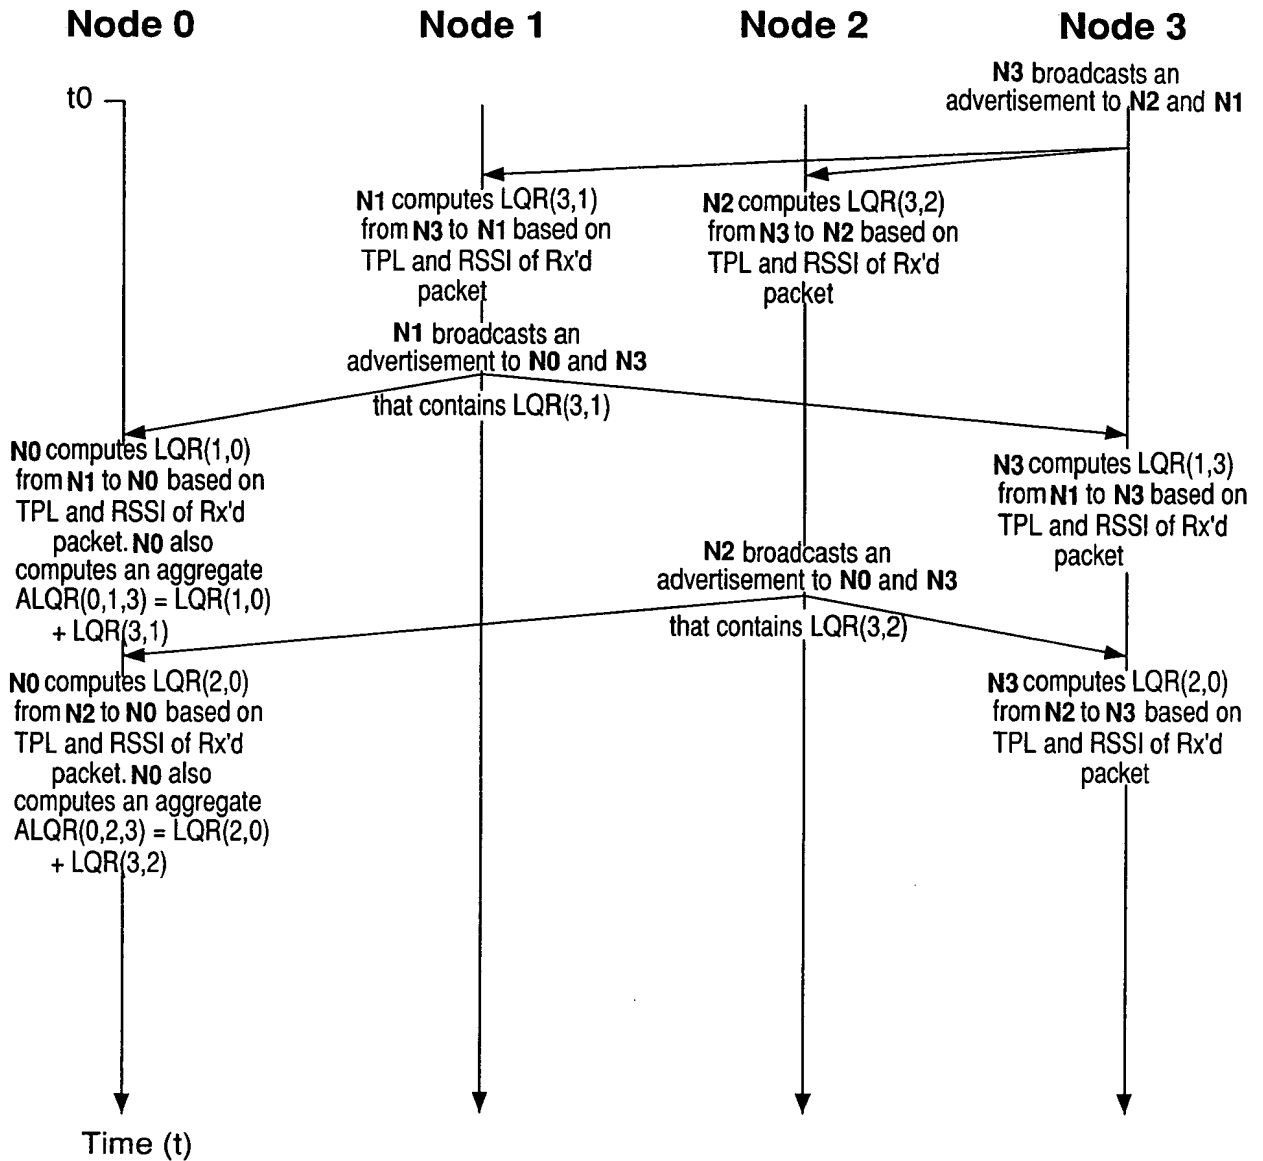 Node 0
Node 1
Node 2
Node 3
N3 broadcasts an
advertisement to N2 and N1
t0
N1 computes LQR(3,1)
from N3 to N1 based on
TPL and RSSI of Rx'd
packet
N2 computes LQR(3,2)
from N3 to N2 based on
TPL and RSSI of Rx'd
packet
N1 broadcasts an
advertisement to N0 and N3
that contains LQR(3,1)
N0 computes LQR(1,0)
from N1 to N0 based on
TPL and RSSI of Rx'd
packet. N0 also
computes an aggregate
ALQR(0,1,3) = LQR(1,0)
+ LQR(3,1)
N3 computes LQR(1,3)
from N1 to N3 based on
TPL and RSSI of Rx'd
packet
N2 broadcasts an
advertisement to N0 and N3
that contains LQR(3,2)
N0 computes LQR(2,0)
from N2 to N0 based on
TPL and RSSI of Rx'd
packet. N0 also
computes an aggregate
ALQR(0,2,3) = LQR(2,0)
+ LQR(3,2)
N3 computes LQR(2,0)
from N2 to N3 based on
TPL and RSSI of Rx'd
packet
Time (t)